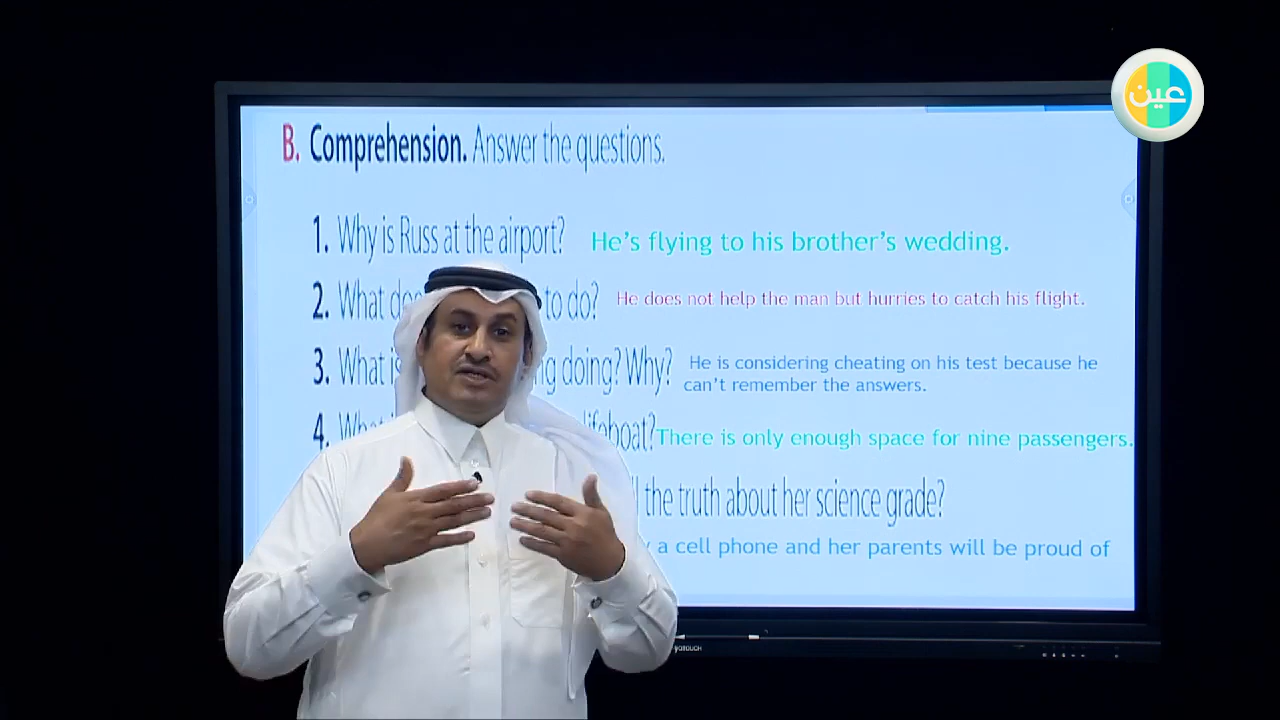 عين
B. Comprehension. Answer the questions.
1. Why is Russ at the airport? He's flying to his brother's wedding.
2. What to do? He does not help the man but hurries to catch his flight.
3. What is doing? Why? He is considering cheating on his test because he
can't remember the answers.
4. What lifeboat? There is only enough space for nine passengers.
the truth about her science grade?
a cell phone and her parents will be proud of